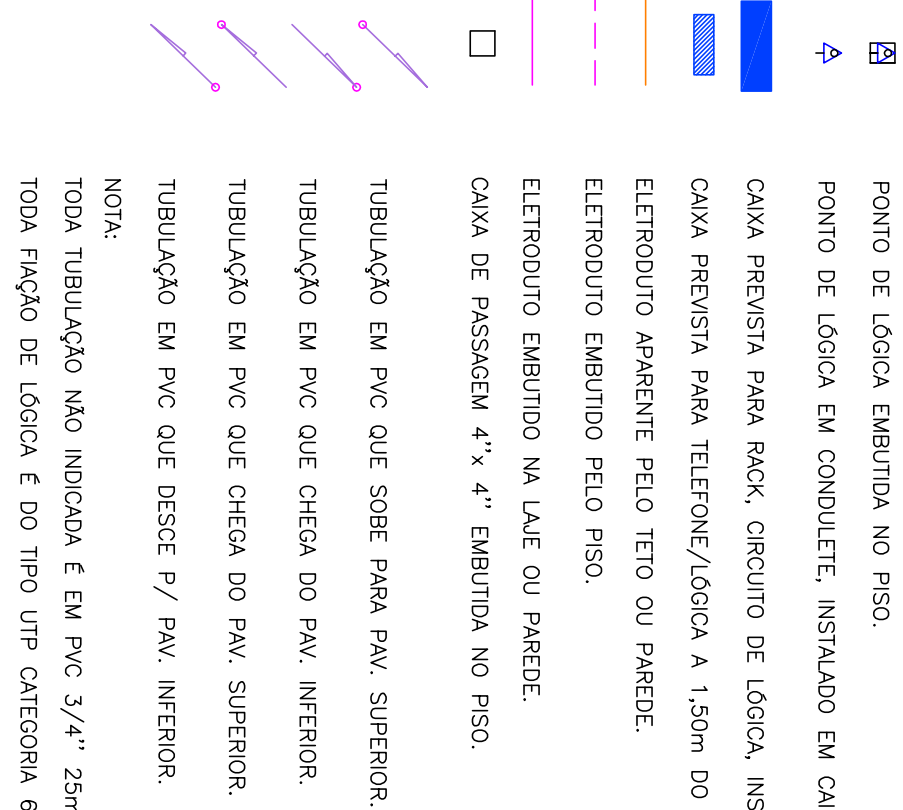 PONTO DE LÓGICA EMBUTIDA NO PISO.
PONTO DE LÓGICA EM CONDULETE, INSTALADO EM CAI
CAIXA PREVISTA PARA RACK, CIRCUITO DE LÓGICA, INS
CAIXA PREVISTA PARA TELEFONE/LÓGICA A 1,50m DO
ELETRODUTO APARENTE PELO TETO OU PAREDE.
ELETRODUTO EMBUTIDO PELO PISO.
ELETRODUTO EMBUTIDO NA LAJE OU PAREDE.
CAIXA DE PASSAGEM 4"x 4" EMBUTIDA NO PISO.
TUBULAÇÃO EM PVC QUE SOBE PARA PAV. SUPERIOR.
TUBULAÇÃO EM PVC QUE CHEGA DO PAV. INFERIOR.
TUBULAÇÃO EM PVC QUE CHEGA DO PAV. SUPERIOR.
TUBULAÇÃO EM PVC QUE DESCE P/ PAV. INFERIOR.
NOTA:
TODA TUBULAÇÃO NÃO INDICADA É EM PVC 3/4" 25m
TODA FIAÇÃO DE LÓGICA É DO TIPO UTP CATEGORIA 6